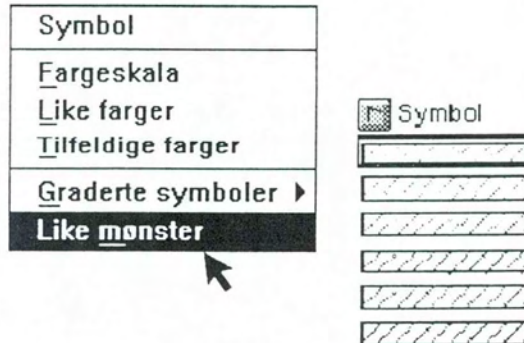 Symbol
Fargeskala
Like farger
Tilfeldige farger
Graderte symboler
Like mønster
Symbol